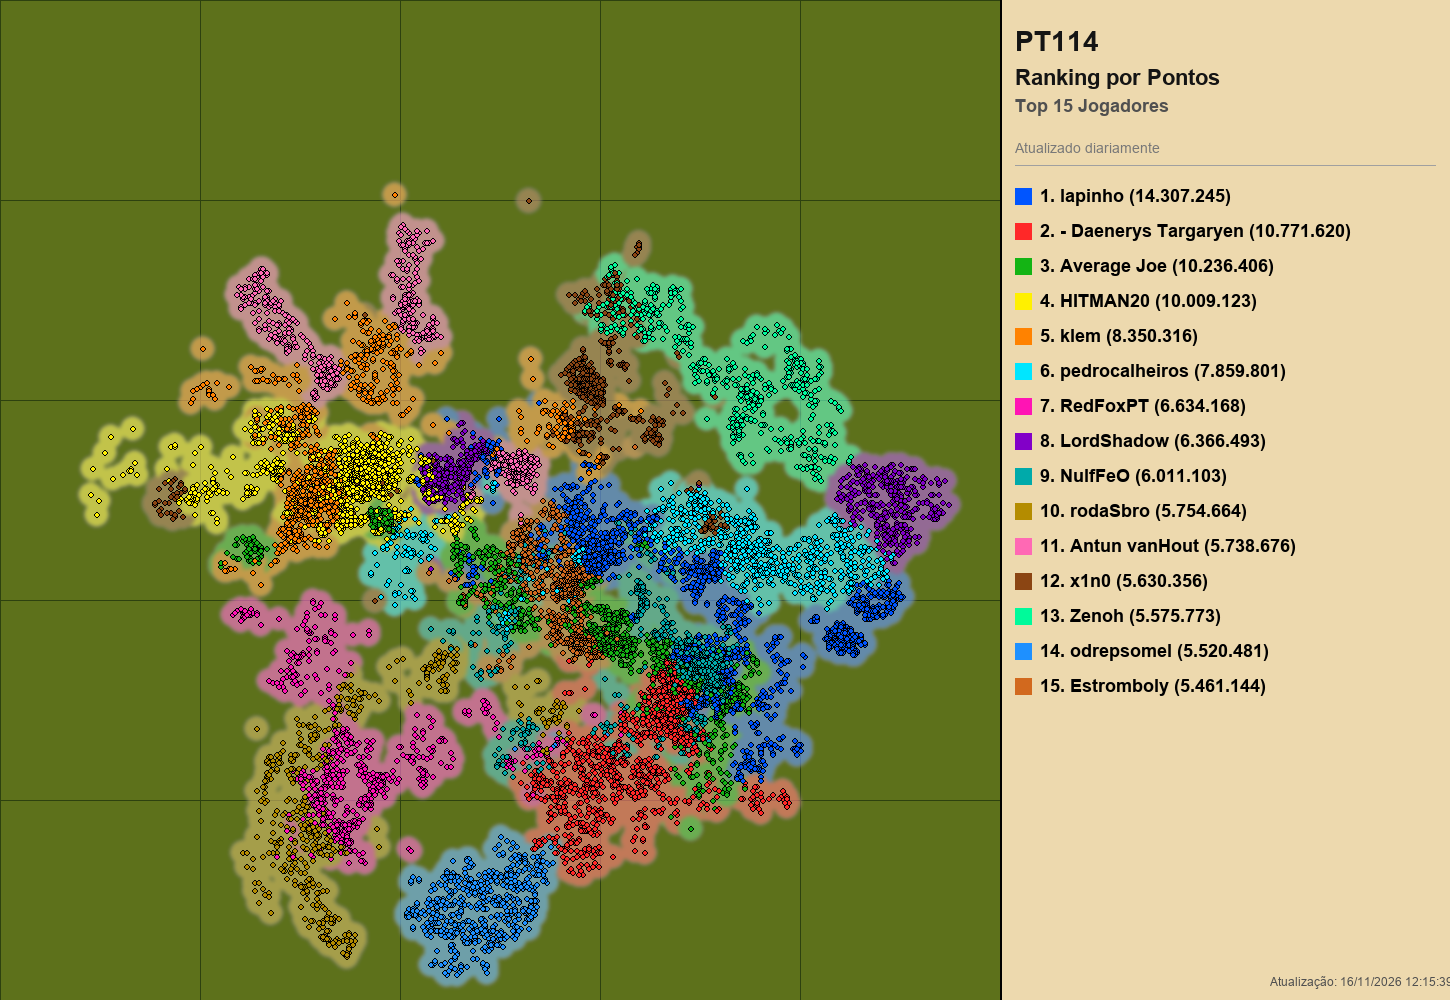 PT114
Ranking por Pontos
Top 15 Jogadores
Atualizado diariamente
1. lapinho (14.307.245)
2. - Daenerys Targaryen (10.771.620)
3. Average Joe (10.236.406)
4. HITMAN20 (10.009.123)
5. klem (8.350.316)
6. pedrocalheiros (7.859.801)
7. RedFoxPT (6.634.168)
8. LordShadow (6.366.493)
9. NulfFeO (6.011.103)
10. rodaSbro (5.754.664)
11. Antun vanHout (5.738.676)
12. x1n0 (5.630.356)
13. Zenoh (5.575.773)
14. odrepsomel (5.520.481)
15. Estromboly (5.461.144)
Atualização: 16/11/2026 12:15:39